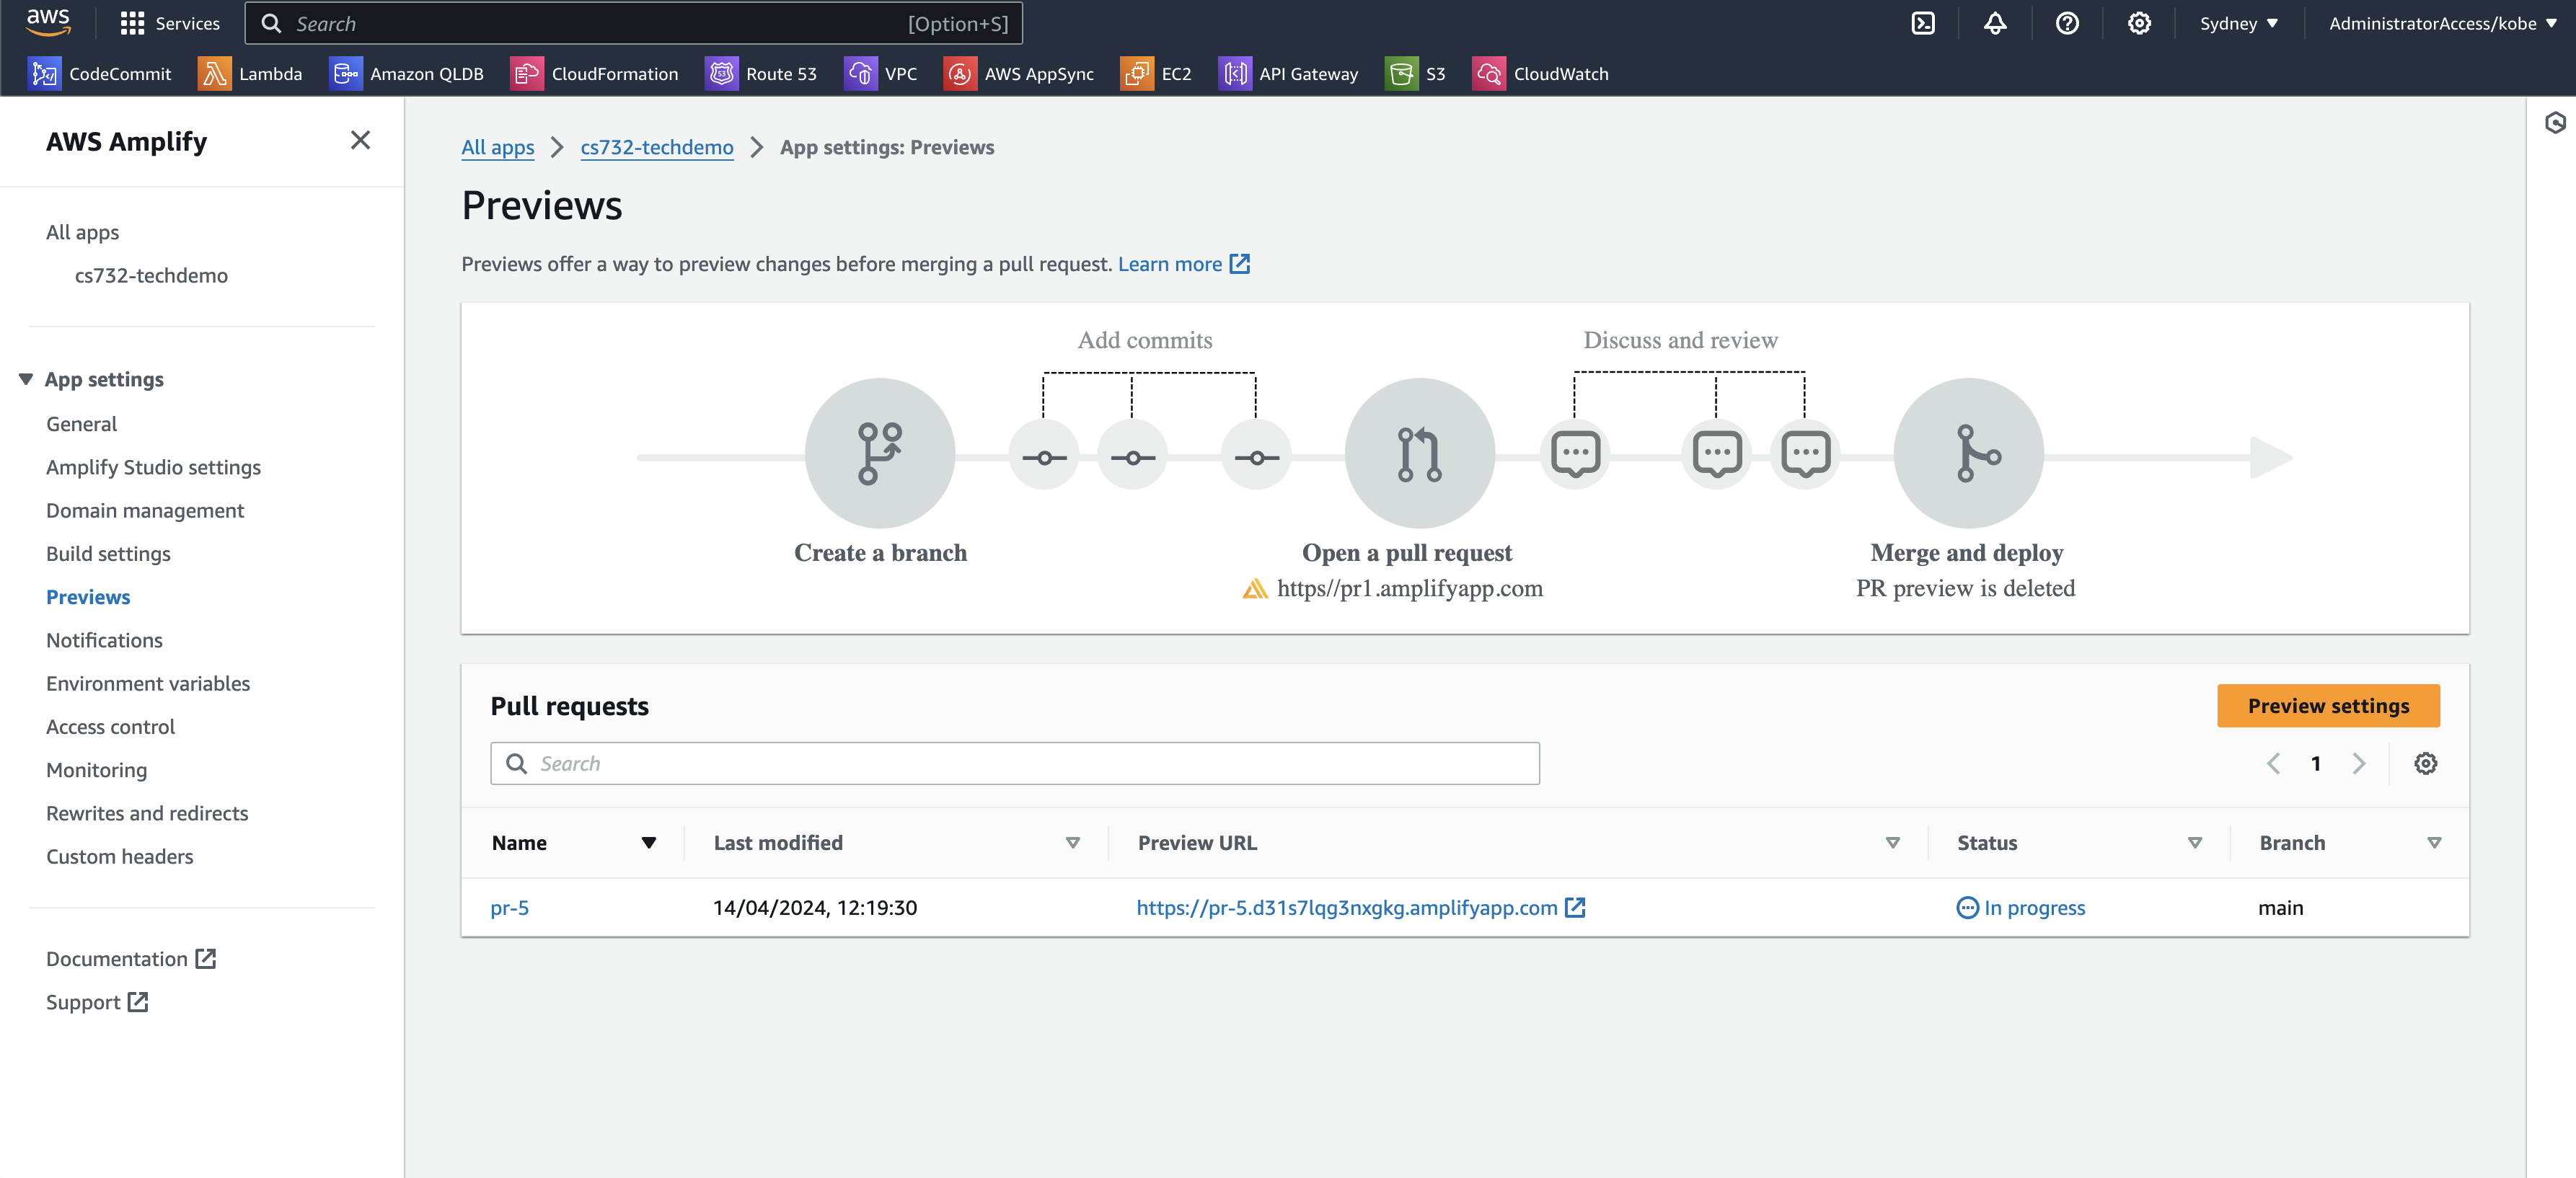 aws
Services
Search
[Option+S]
Sydney
AdministratorAccess/kobe
CodeCommit
Lambda
Amazon QLDB
CloudFormation
Route 53
VPC
AWS AppSync
EC2
API Gateway
S3
CloudWatch
AWS Amplify
All apps
cs732-techdemo
App settings
General
Amplify Studio settings
Domain management
Build settings
Previews
Notifications
Environment variables
Access control
Monitoring
Rewrites and redirects
Custom headers
Documentation
Support
All apps > cs732-techdemo > App settings: Previews
Previews
Previews offer a way to preview changes before merging a pull request. Learn more
Add commits
Discuss and review
Create a branch
Open a pull request
Merge and deploy
https//pr1.amplifyapp.com
PR preview is deleted
Pull requests
Preview settings
Search
1
Name
Last modified
Preview URL
Status
Branch
pr-5
14/04/2024, 12:19:30
https://pr-5.d31s7lqg3nxgkg.amplifyapp.com
In progress
main